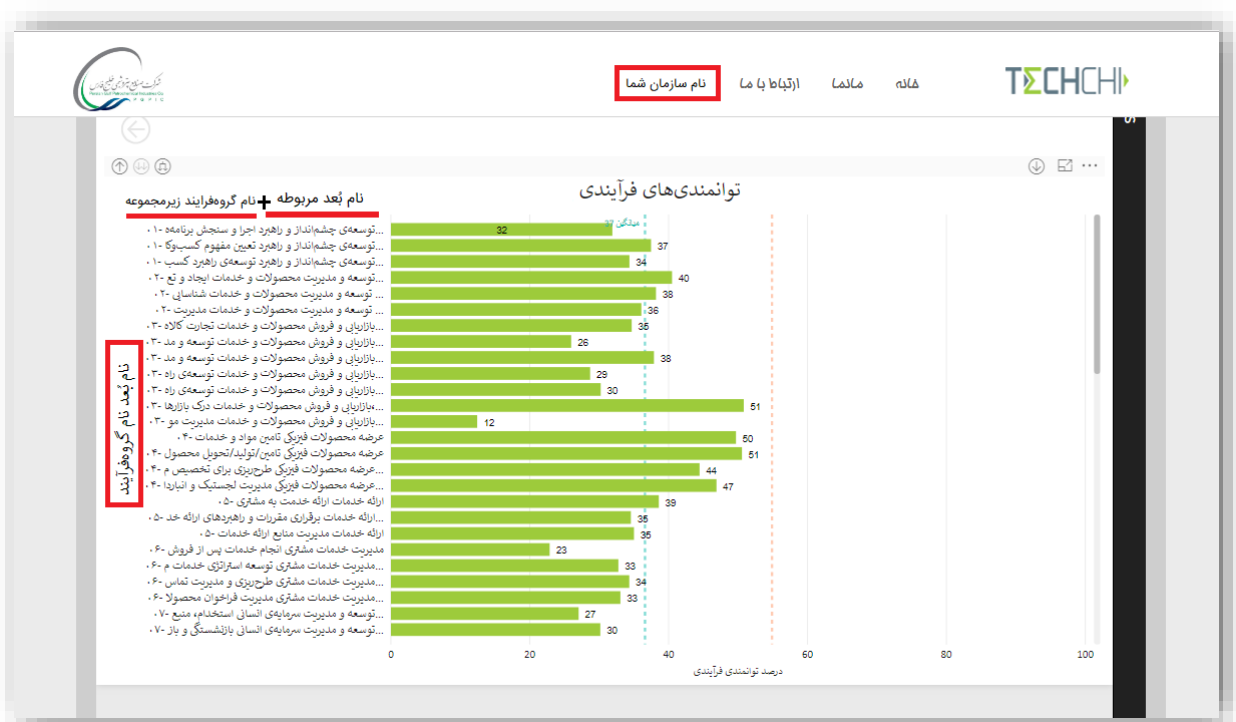 TECHCHI
خانه
مانما
ارتباط با ما
نام سازمان شما
شرکت صنایع پتروشیمی خلیج فارس
P G P I C
S
توانمندی‌های فرآیندی
نام بُعد مربوطه + نام گروه‌فرایند زیرمجموعه
میانگین 37
...توسعه‌ی چشم‌انداز و راهبرد اجرا و سنجش برنامه‌ه ۰۱- 32
...توسعه‌ی چشم‌انداز و راهبرد تعیین مفهوم کسب‌وکا ۰۱- 37
...توسعه‌ی چشم‌انداز و راهبرد توسعه‌ی راهبرد کسب ۰۱- 34
...توسعه و مدیریت محصولات و خدمات ایجاد و تع ۰۲- 40
... توسعه و مدیریت محصولات و خدمات شناسایی ۰۲- 38
... توسعه و مدیریت محصولات و خدمات مدیریت ۰۲- 36
...بازاریابی و فروش محصولات و خدمات تجارت کالاه ۰۳- 35
...بازاریابی و فروش محصولات و خدمات توسعه و مد ۰۳- 26
...بازاریابی و فروش محصولات و خدمات توسعه و مد ۰۳- 38
...بازاریابی و فروش محصولات و خدمات توسعه‌ی راه ۰۳- 29
...بازاریابی و فروش محصولات و خدمات توسعه‌ی راه ۰۳- 30
...،بازاریابی و فروش محصولات و خدمات درک بازارها ۰۳- 51
...بازاریابی و فروش محصولات و خدمات مدیریت مو ۰۳- 12
عرضه محصولات فیزیکی تامین مواد و خدمات ۰۴- 50
عرضه محصولات فیزیکی تامین/تولید/تحویل محصول ۰۴- 51
...عرضه محصولات فیزیکی طرح‌ریزی برای تخصیص م ۰۴- 44
...عرضه محصولات فیزیکی مدیریت لجستیک و انباردا ۰۴- 47
ارائه خدمات ارائه خدمت به مشتری ۰۵- 39
...ارائه خدمات برقراری مقررات و راهبردهای ارائه خد ۰۵- 35
ارائه خدمات مدیریت منابع ارائه خدمات ۰۵- 35
مدیریت خدمات مشتری انجام خدمات پس از فروش ۰۶- 23
...مدیریت خدمات مشتری توسعه استراتژی خدمات م ۰۶- 33
...مدیریت خدمات مشتری طرح‌ریزی و مدیریت تماس ۰۶- 34
...مدیریت خدمات مشتری مدیریت فراخوان محصولا ۰۶- 33
...توسعه و مدیریت سرمایه‌ی انسانی استخدام، منبع ۰۷- 27
...توسعه و مدیریت سرمایه‌ی انسانی بازنشستگی و باز ۰۷- 30
نام بُعد نام گروه‌فرآیند
0 20 40 60 80 100
درصد توانمندی فرآیندی